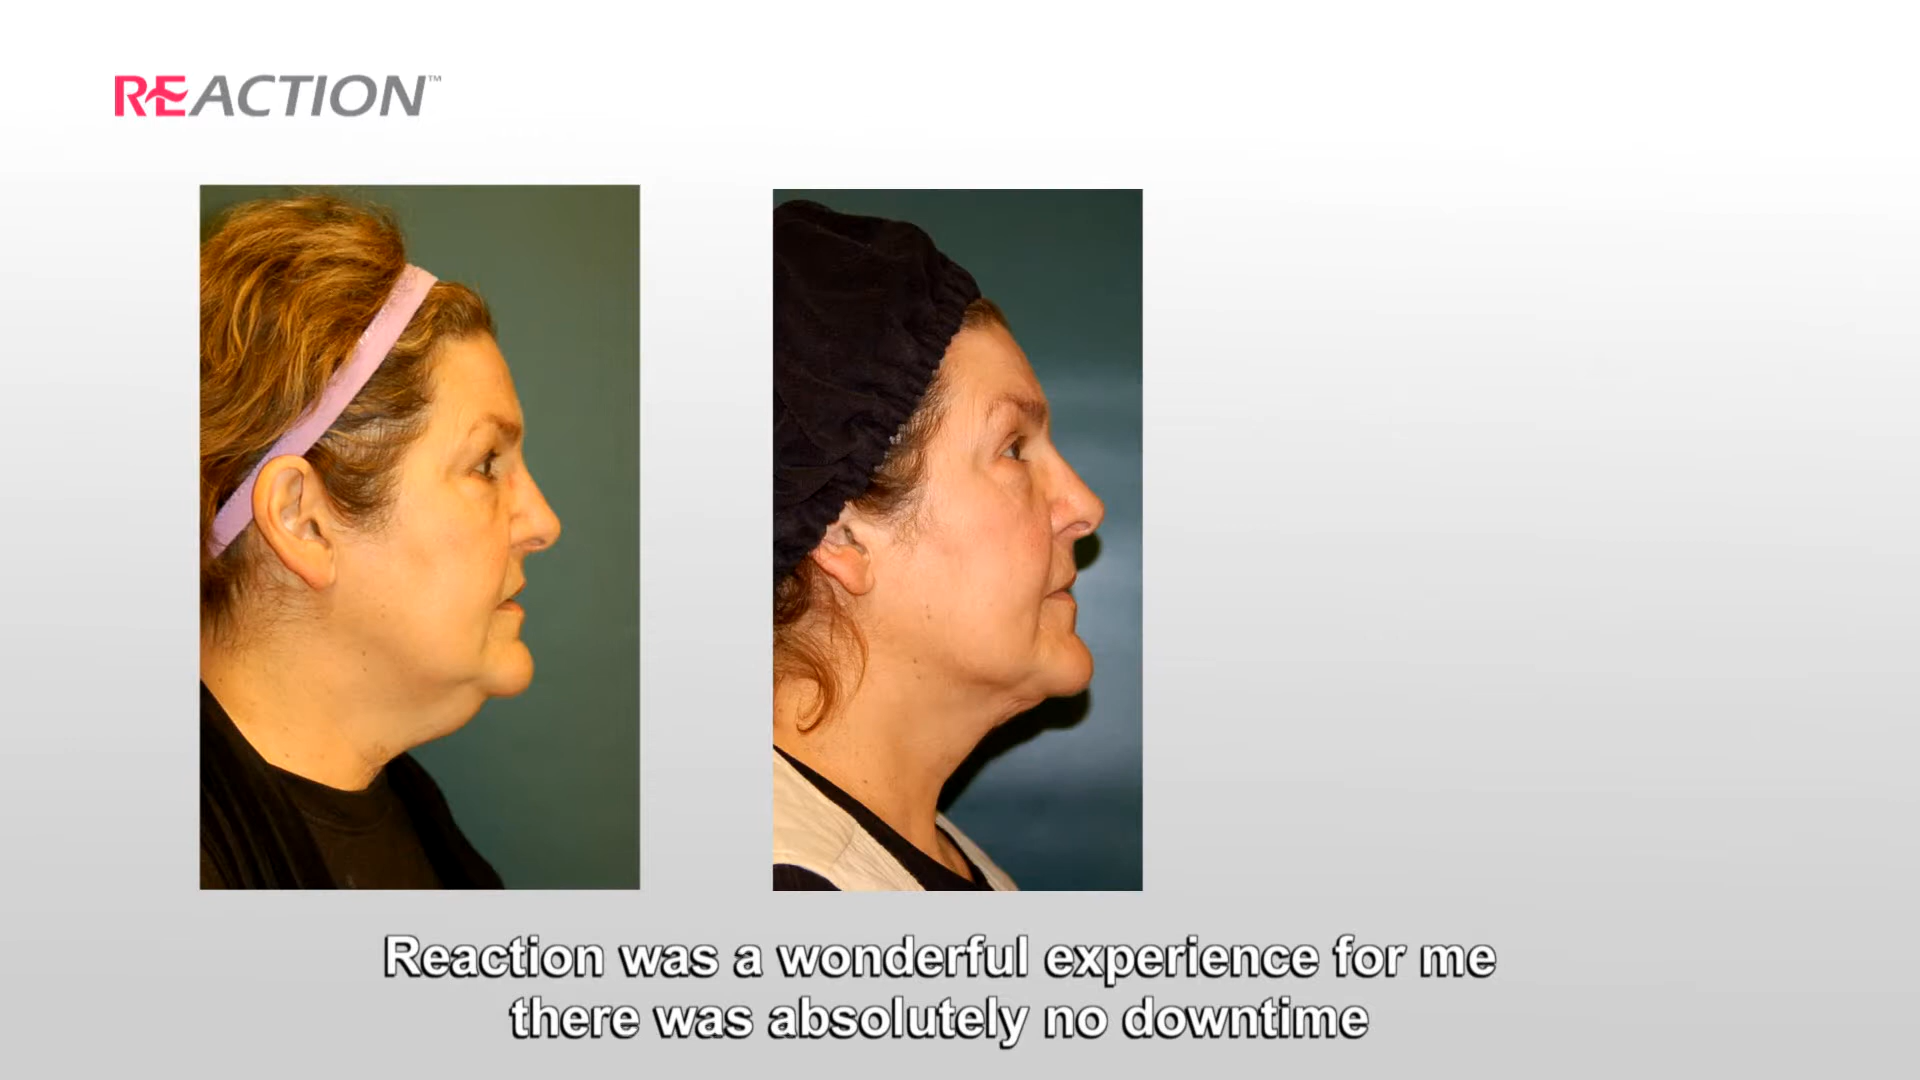 REACTION™
Reaction was a wonderful experience for me
there was absolutely no downtime